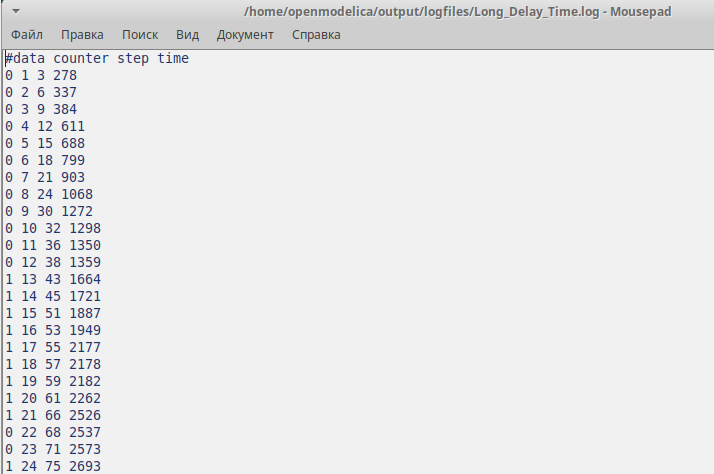 /home/openmodelica/output/logfiles/Long_Delay_Time.log - Mousepad
Файл Правка Поиск Вид Документ Справка
#data counter step time
0 1 3 278
0 2 6 337
0 3 9 384
0 4 12 611
0 5 15 688
0 6 18 799
0 7 21 903
0 8 24 1068
0 9 30 1272
0 10 32 1298
0 11 36 1350
0 12 38 1359
1 13 43 1664
1 14 45 1721
1 15 51 1887
1 16 53 1949
1 17 55 2177
1 18 57 2178
1 19 59 2182
1 20 61 2262
1 21 66 2526
0 22 68 2537
0 23 71 2573
1 24 75 2693